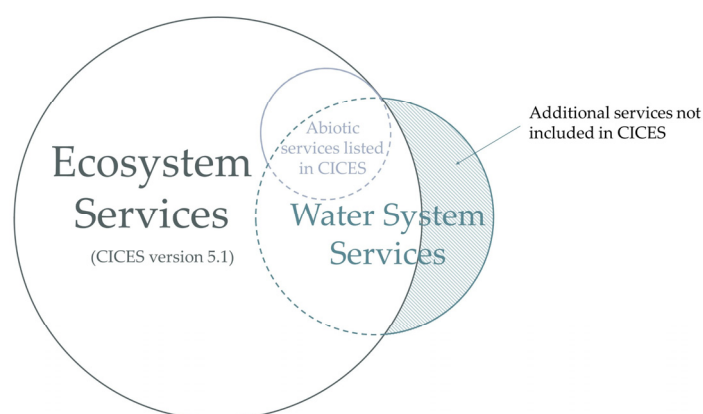 Additional services not
included in CICES
Abiotic
services listed
in CICES
Ecosystem
Services
(CICES version 5.1)
Water System
Services